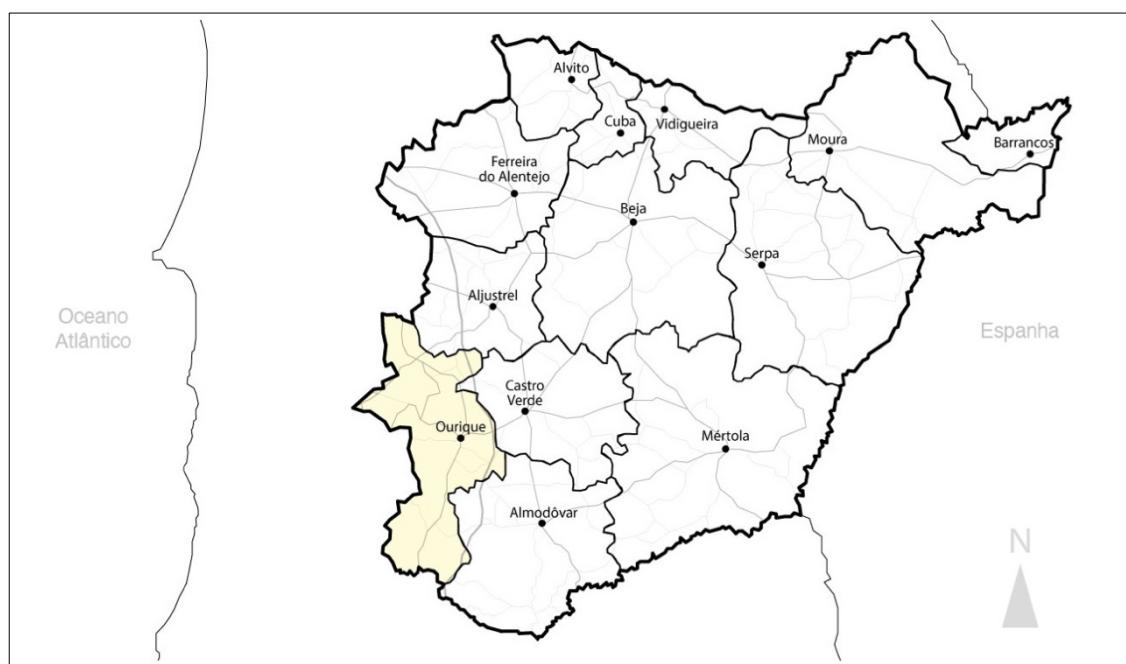 Alvito
Cuba
Vidigueira
Moura
Barrancos
Ferreira
do Alentejo
Beja
Serpa
Aljustrel
Oceano
Atlântico
Espanha
Castro
Verde
Ourique
Mértola
Almodôvar
N